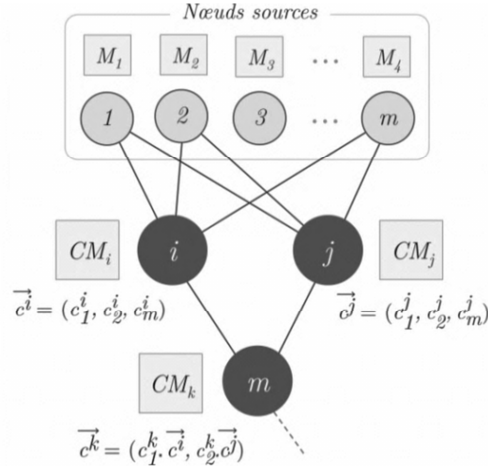 Nœuds sources
M₁ M₂ M₃ ... M₄
1 2 3 ... m
CMᵢ i j CMⱼ
c⃗ⁱ = (c₁ⁱ, c₂ⁱ, cₘⁱ) c⃗ʲ = (c₁ʲ, c₂ʲ, cₘʲ)
CMₖ m
c⃗ᵏ = (c₁ᵏ.c⃗ⁱ, c₂ᵏ.c⃗ʲ)